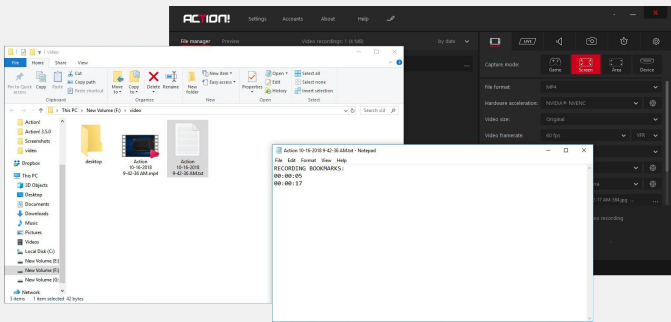 ACTION!
Settings Accounts About Help
File manager Preview Video recordings: 1 (6 MB) by date
LIVE
Capture mode:
Game Screen Area Device
File format: MP4
Hardware acceleration: NVIDIA® NVENC
Video size: Original
Video framerate: 60 fps VFR
video
File Home Share View
Pin to Quick access
Copy
Paste
Cut
Copy path
Paste shortcut
Move to
Copy to
Delete
Rename
New folder
New item
Easy access
Properties
Open
Edit
History
Select all
Select none
Invert selection
Clipboard Organize New Open Select
This PC > New Volume (F:) > video
Action!
Action! 3.5.0
Screenshots
video
Dropbox
This PC
3D Objects
Desktop
Documents
Downloads
Music
Pictures
Videos
Local Disk (C:)
New Volume (E:)
New Volume (F:)
New Volume (G:
Network
desktop
Action
10-16-2018
9-42-36 AM.mp4
Action
10-16-2018
9-42-36 AM.txt
3 items 1 item selected 42 bytes
Action 10-16-2018 9-42-36 AM.txt - Notepad
File Edit Format View Help
RECORDING BOOKMARKS:
00:00:05
00:00:17